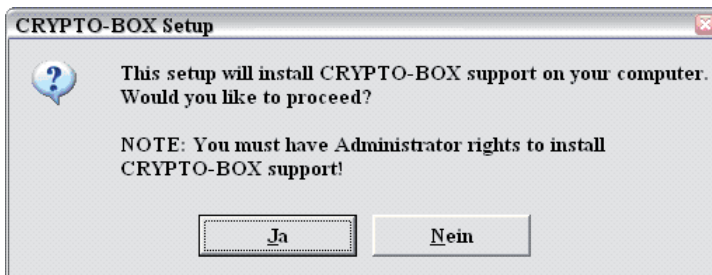 CRYPTO-BOX Setup
This setup will install CRYPTO-BOX support on your computer.
Would you like to proceed?
NOTE: You must have Administrator rights to install
CRYPTO-BOX support!
Ja
Nein